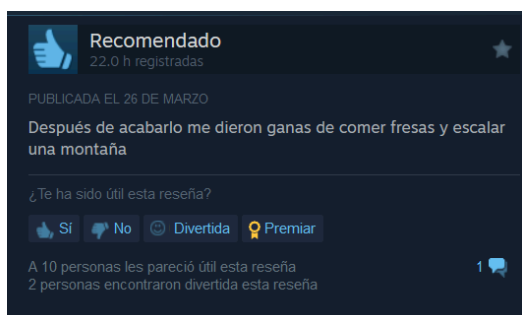 Recomendado
22.0 h registradas
PUBLICADA EL 26 DE MARZO
Después de acabarlo me dieron ganas de comer fresas y escalar
una montaña
¿Te ha sido útil esta reseña?
Sí No Divertida Premiar
A 10 personas les pareció útil esta reseña 1
2 personas encontraron divertida esta reseña